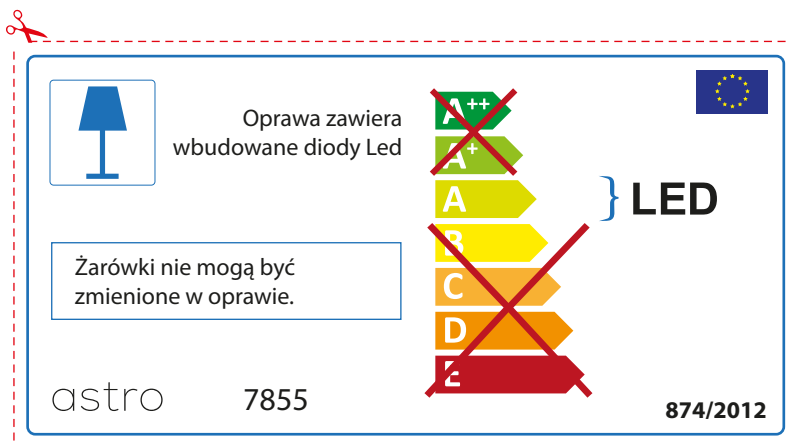 Oprawa zawiera
wbudowane diody Led
A++
A+
A
B
C
D
E
LED
Żarówki nie mogą być
zmienione w oprawie.
astro
7855
874/2012